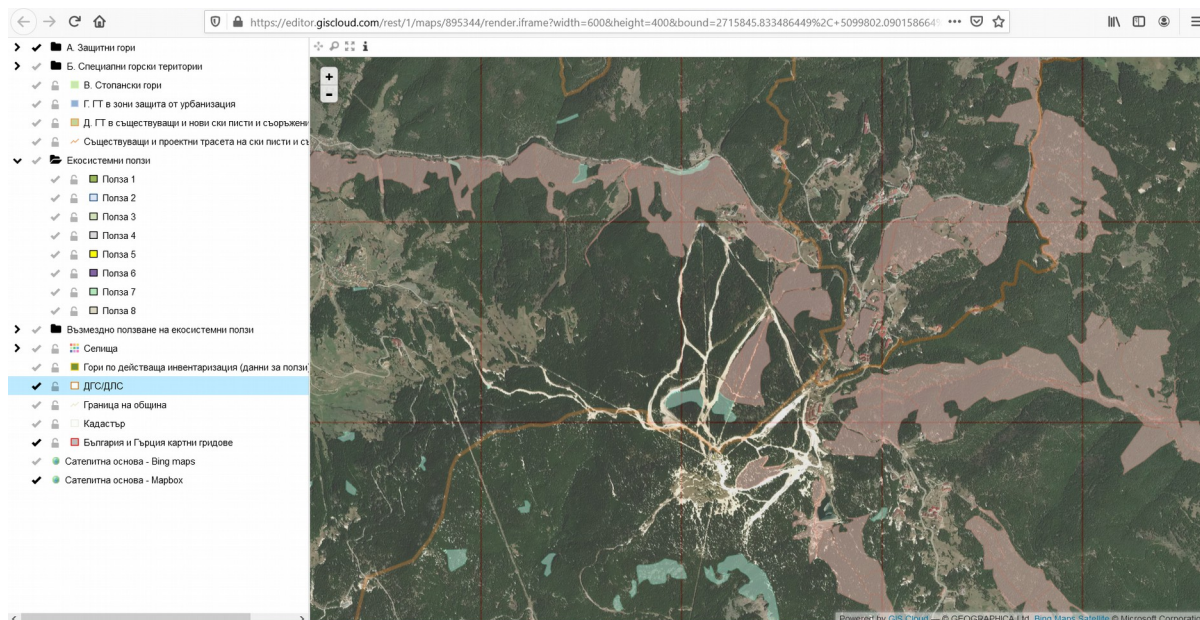 https://editor.giscloud.com/rest/1/maps/895344/render.iframe?width=600&height=400&bound=2715845.833486449%2C+5099802.090158664
А. Защитни гори
Б. Специални горски територии
В. Стопански гори
Г. ГТ в зони защита от урбанизация
Д. ГТ в съществуващи и нови ски писти и съоръжени
Съществуващи и проектни трасета на ски писти и съ
Екосистемни ползи
Полза 1
Полза 2
Полза 3
Полза 4
Полза 5
Полза 6
Полза 7
Полза 8
Възмездно ползване на екосистемни ползи
Селища
Гори по действаща инвентаризация (данни за ползи
ДГС/ДЛС
Граница на община
Кадастър
България и Гърция картни гридове
Сателитна основа - Bing maps
Сателитна основа - Mapbox
+
-
Powered by GIS Cloud — © GEOGRAPHICA Ltd, Bing Maps Satellite © Microsoft Corporati